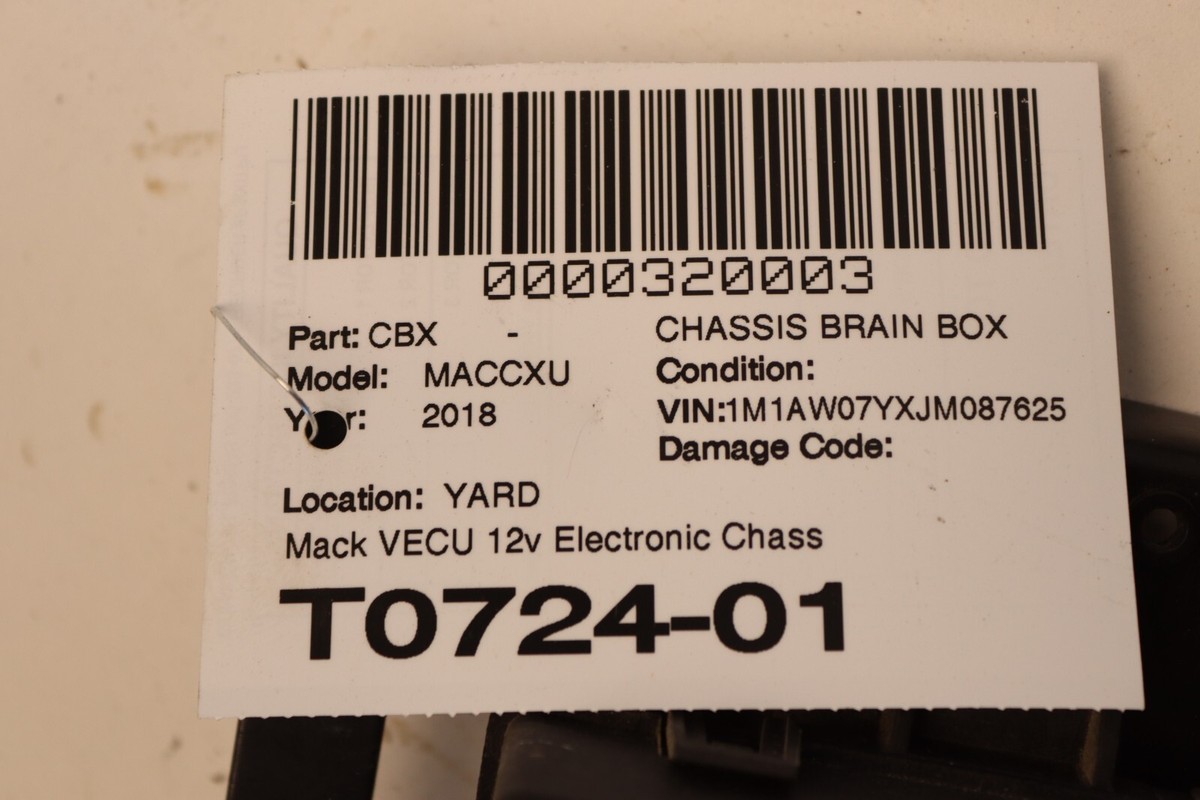 0000320003
Part: CBX - CHASSIS BRAIN BOX
Model: MACCXU Condition:
2018 VIN:1M1AW07YXJM087625
Damage Code:
Location: YARD
Mack VECU 12v Electronic Chass
T0724-01